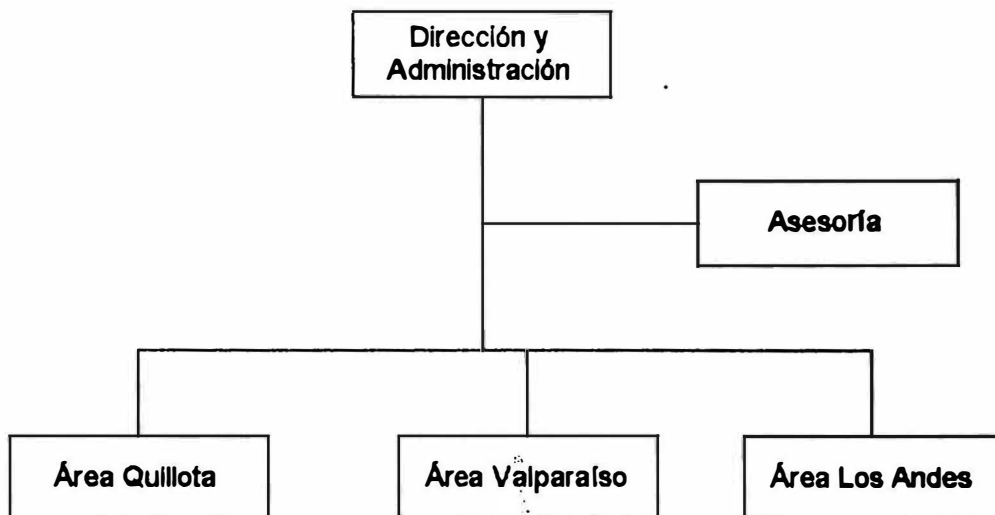 Dirección y
Administración
Asesoría
Área Quillota
Área Valparaíso
Área Los Andes